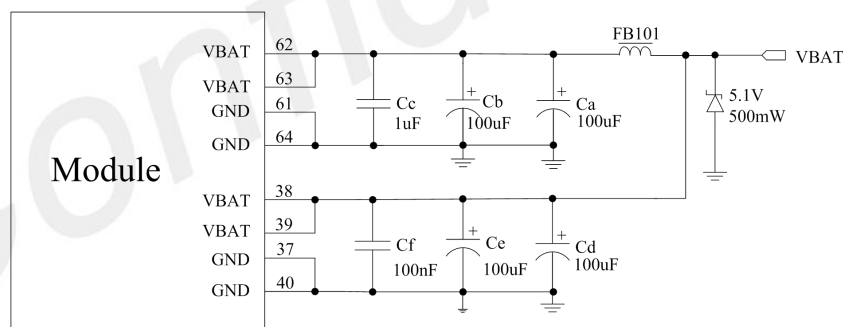 FB101
VBAT 62
VBAT
VBAT 63
GND 61
GND 64
Cc
1uF
+
Cb
100uF
+
Ca
100uF
5.1V
500mW
Module
VBAT 38
VBAT 39
GND 37
GND 40
Cf
100nF
+
Ce
100uF
+
Cd
100uF